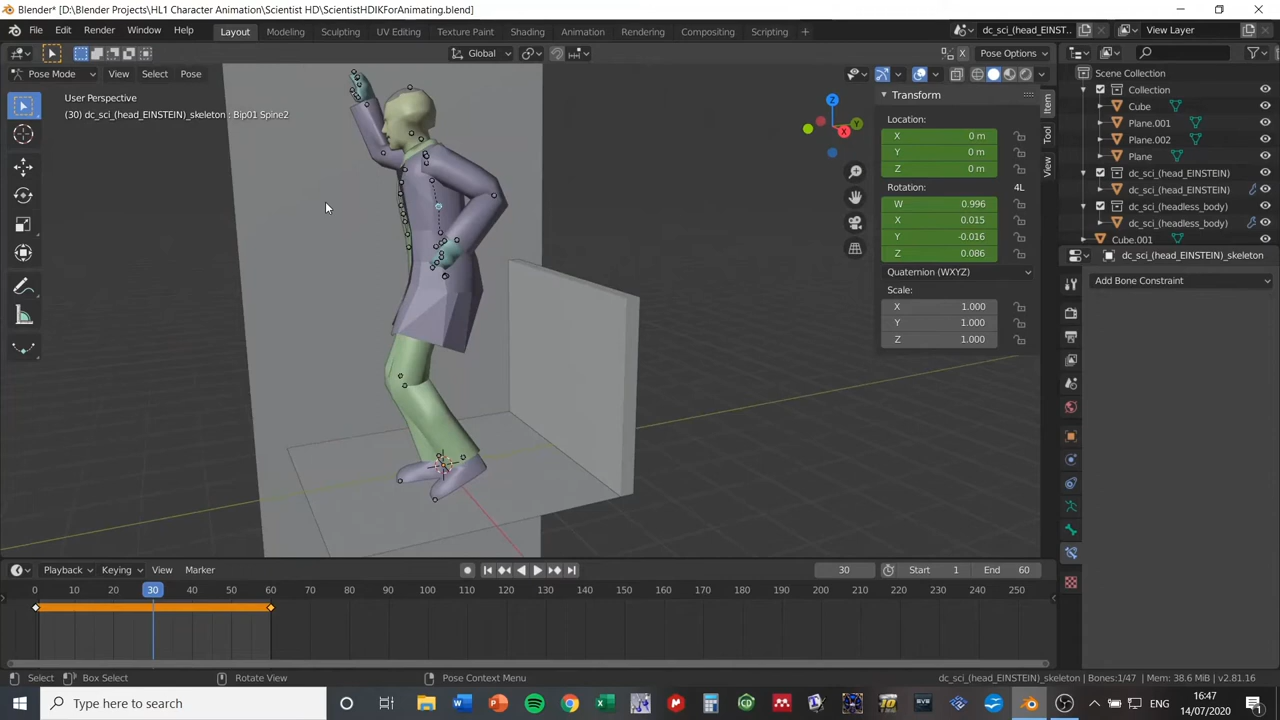 Blender* [D:\Blender Projects\HL1 Character Animation\Scientist HD\ScientistHDIKForAnimating.blend]
File Edit Render Window Help Layout Modeling Sculpting UV Editing Texture Paint Shading Animation Rendering Compositing Scripting dc_sci_(head_EINST... View Layer
Global X Pose Options
Pose Mode View Select Pose
User Perspective
(30) dc_sci_(head_EINSTEIN)_skeleton : Bip01 Spine2
Z
Y
X
Transform
Location:
X 0 m
Y 0 m
Z 0 m
Rotation: 4L
W 0.996
X 0.015
Y -0.016
Z 0.086
Quaternion (WXYZ)
Scale:
X 1.000
Y 1.000
Z 1.000
Item
Tool
View
Scene Collection
Collection
Cube
Plane.001
Plane.002
Plane
dc_sci_(head_EINSTEIN)
dc_sci_(head_EINSTEIN)
dc_sci_(headless_body)
dc_sci_(headless_body)
Cube.001
dc_sci_(head_EINSTEIN)_skeleton
Add Bone Constraint
Playback Keying View Marker 30 Start 1 End 60
0 10 20 30 40 50 60 70 80 90 100 110 120 130 140 150 160 170 180 190 200 210 220 230 240 250
Select Box Select Rotate View Pose Context Menu dc_sci_(head_EINSTEIN)_skeleton | Bones:1/47 | Mem: 38.6 MiB | v2.81.16
Type here to search ENG 16:47
14/07/2020